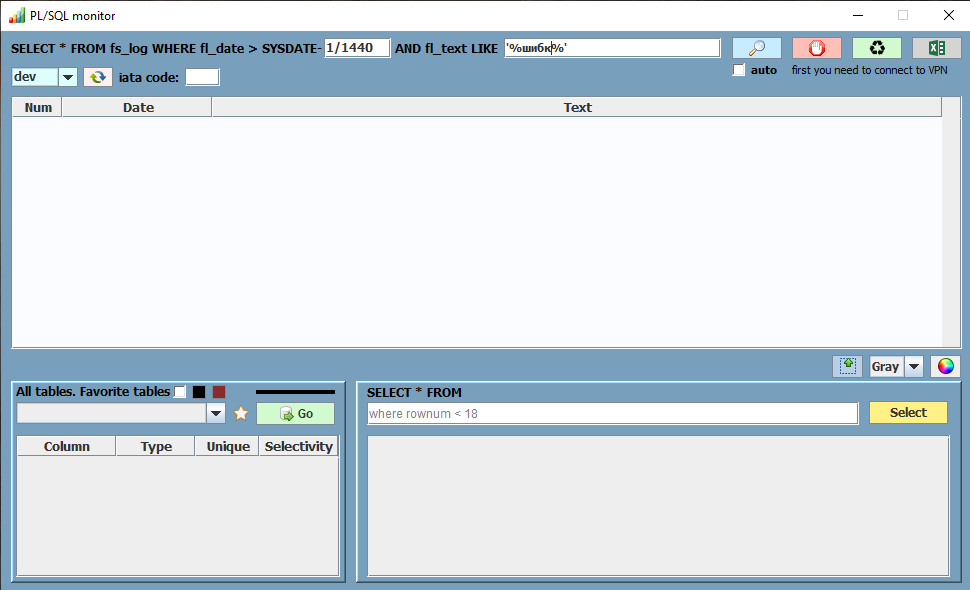 PL/SQL monitor
SELECT * FROM fs_log WHERE fl_date > SYSDATE- 1/1440 AND fl_text LIKE '%шибк%'
dev iata code: auto first you need to connect to VPN
Num Date Text
Gray
All tables. Favorite tables
Go
Column Type Unique Selectivity
SELECT * FROM
where rownum < 18 Select